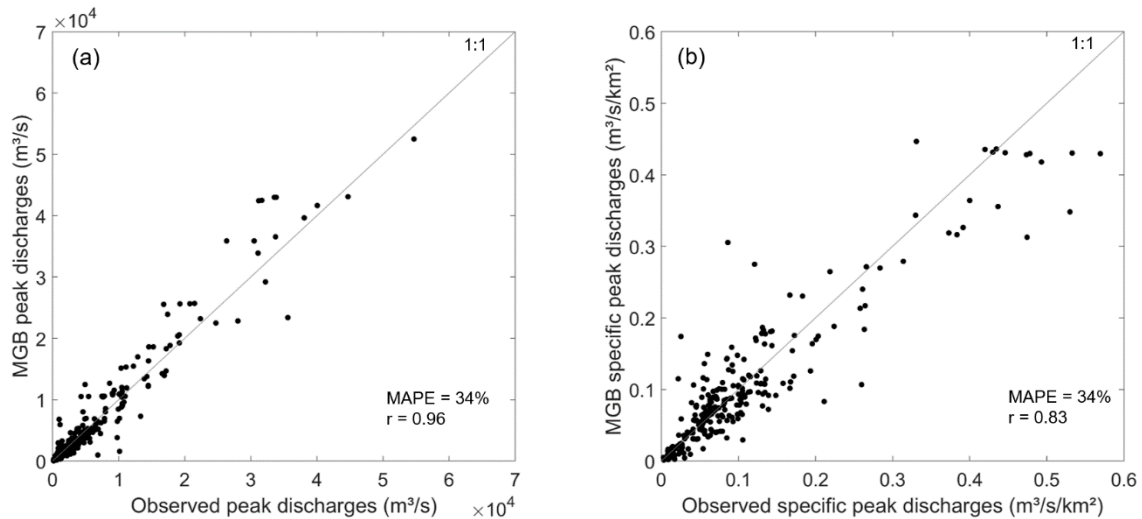 ×10⁴
7
6
5
4
3
2
1
0
(a)
1:1
MAPE = 34%
r = 0.96
0 1 2 3 4 5 6 7
×10⁴
Observed peak discharges (m³/s)
MGB peak discharges (m³/s)
0.6
0.5
0.4
0.3
0.2
0.1
0
(b)
1:1
MAPE = 34%
r = 0.83
0 0.1 0.2 0.3 0.4 0.5 0.6
Observed specific peak discharges (m³/s/km²)
MGB specific peak discharges (m³/s/km²)